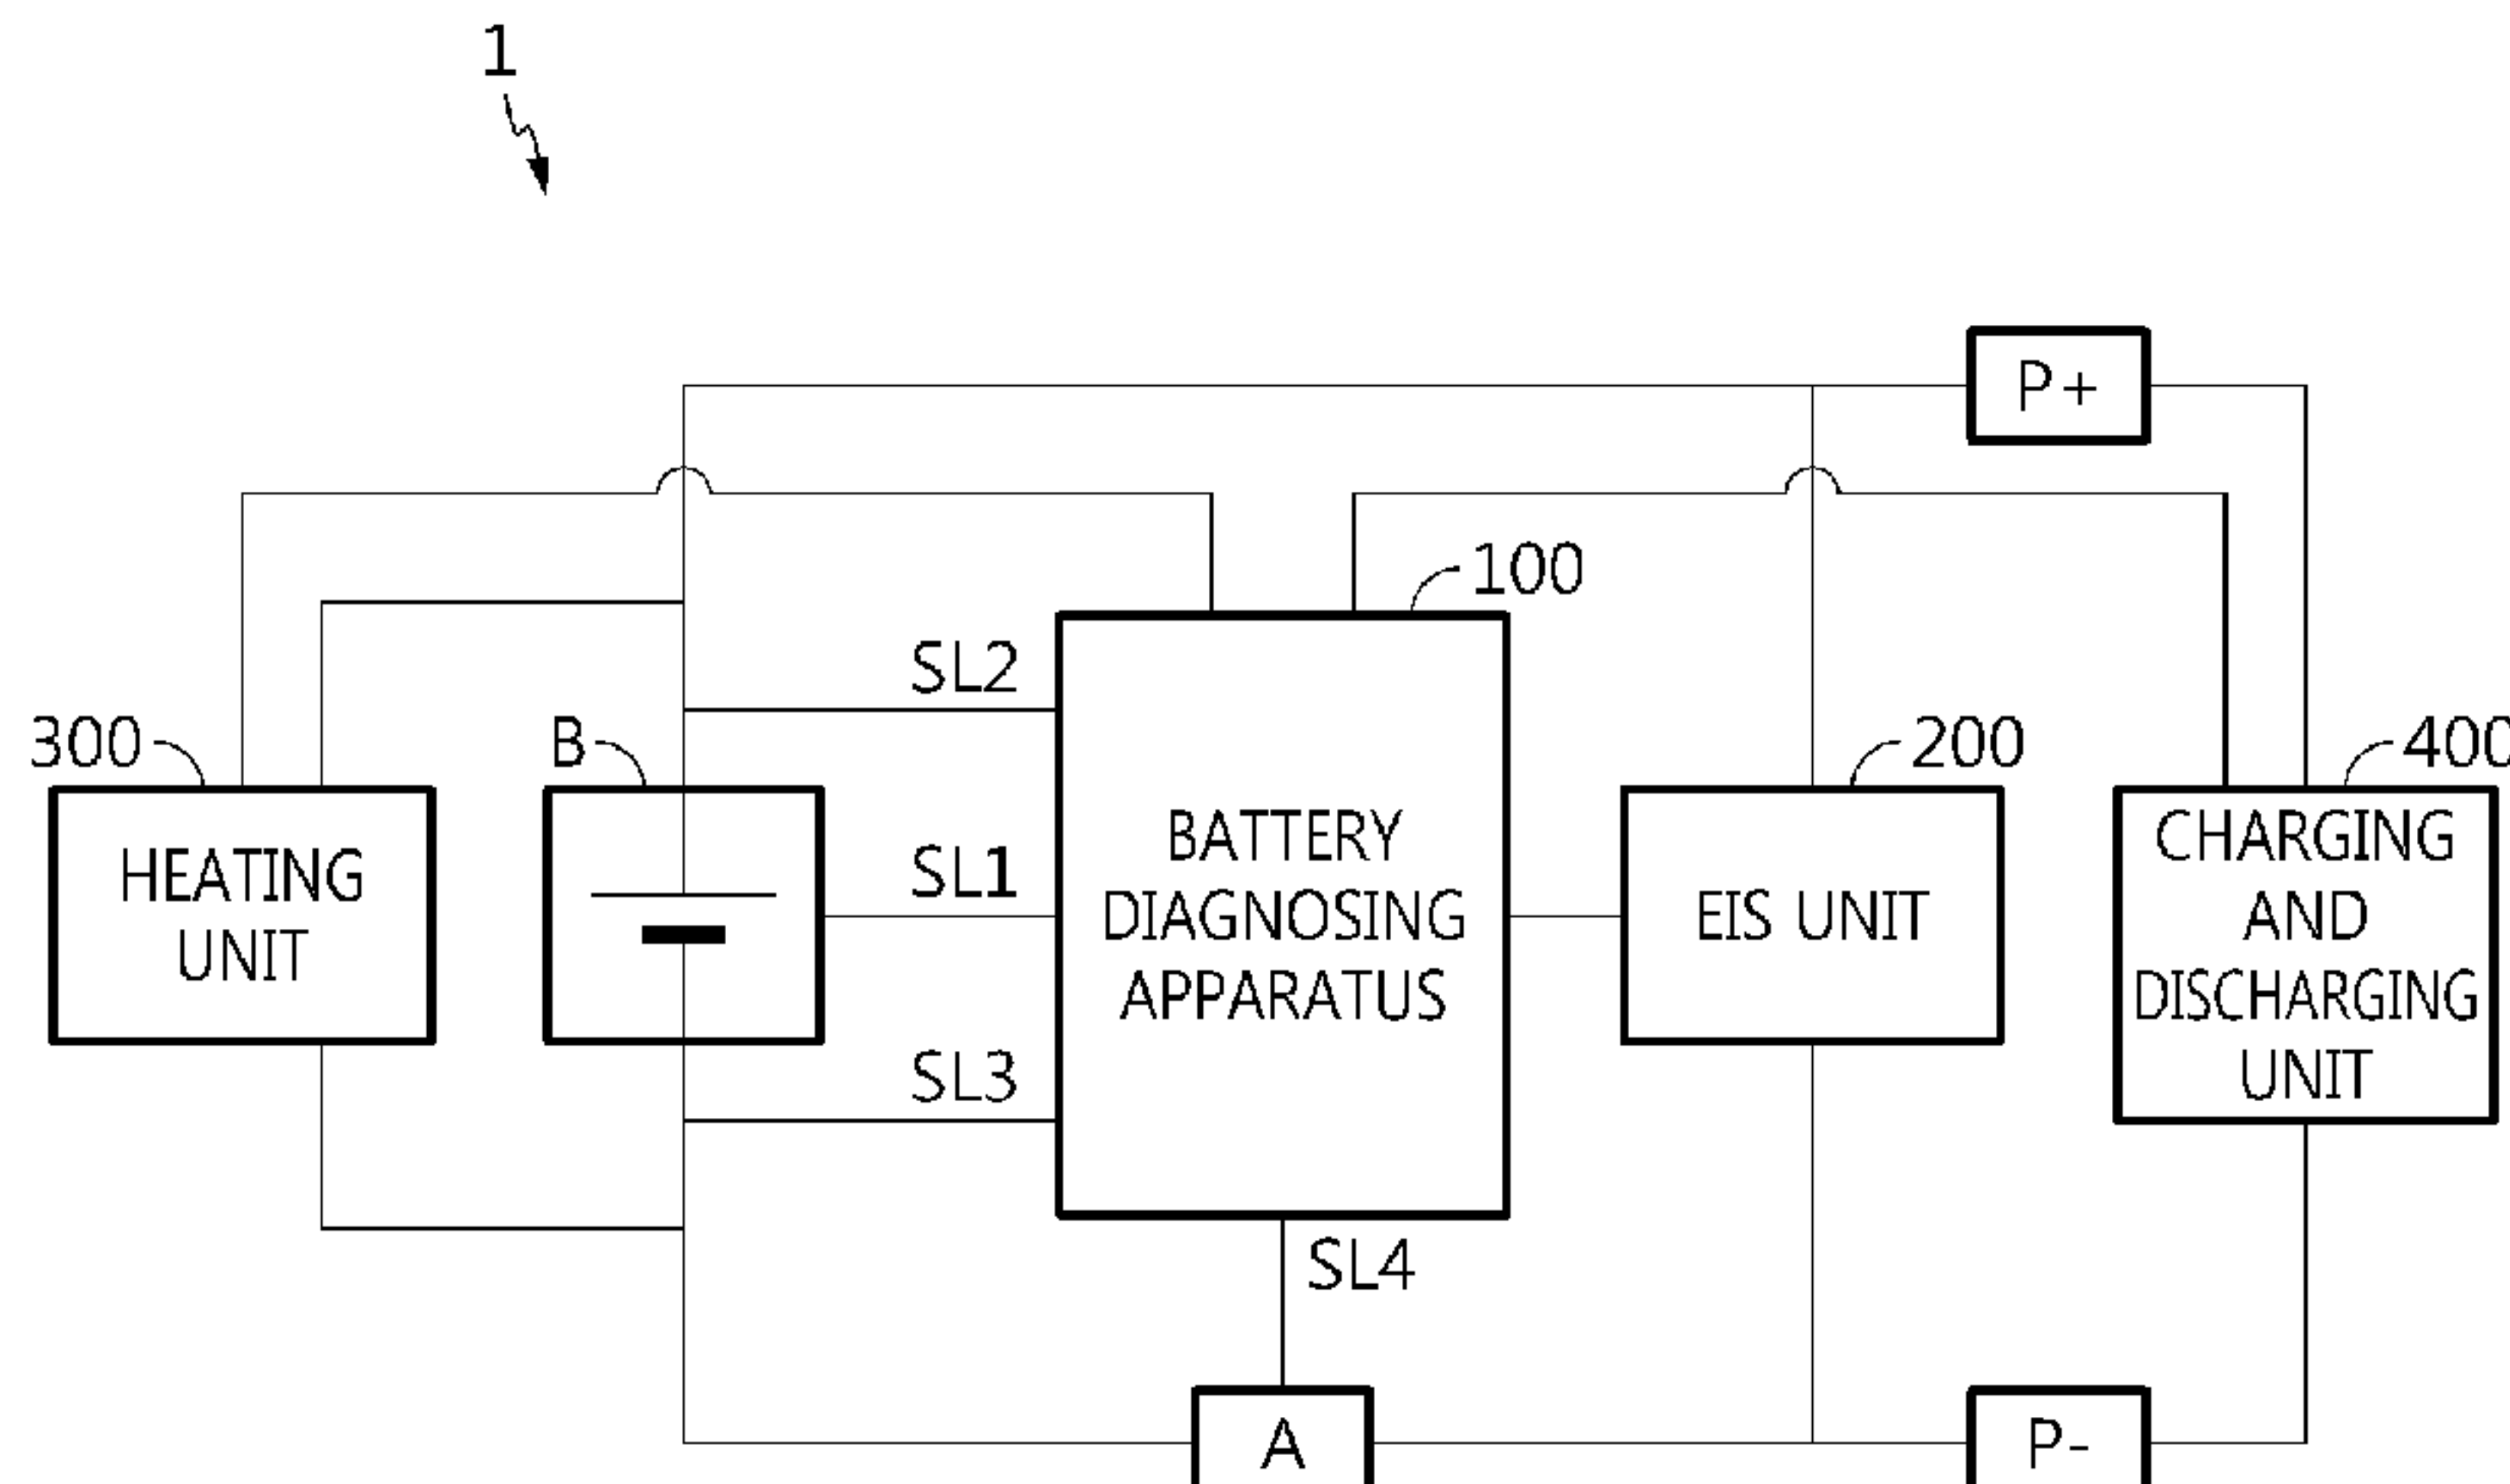 1
P+
100
SL2
300
B
200
400
HEATING
UNIT
SL1
BATTERY
DIAGNOSING
APPARATUS
EIS UNIT
CHARGING
AND
DISCHARGING
UNIT
SL3
SL4
A
P-